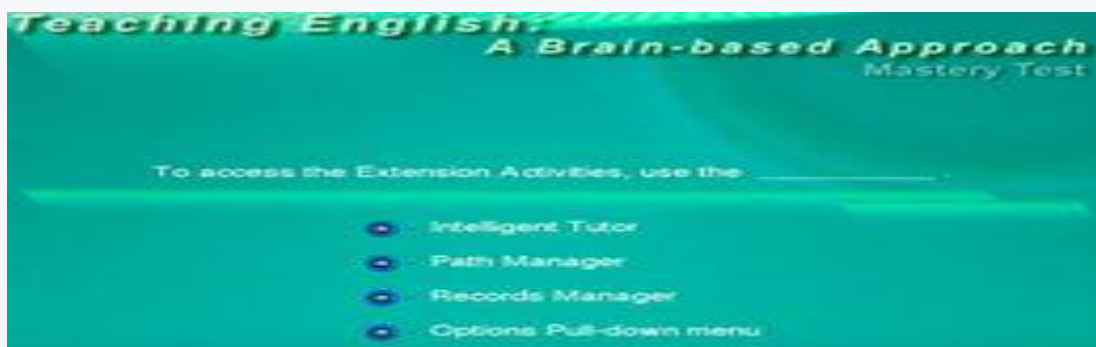 Teaching English:
A Brain-based Approach
Mastery Test
To access the Extension Activities, use the ____________ .
Intelligent Tutor
Path Manager
Records Manager
Options Pull-down menu